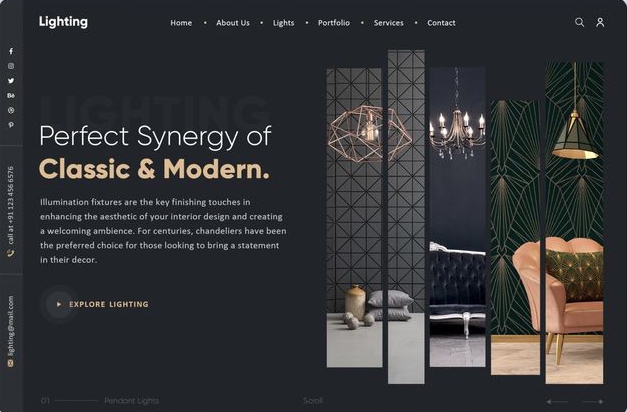 Lighting
Home • About Us • Lights • Portfolio • Services • Contact
Bē
call at +91 123 456 6576
lighting@mail.com
LIGHTING
Perfect Synergy of
Classic & Modern.
Illumination fixtures are the key finishing touches in
enhancing the aesthetic of your interior design and creating
a welcoming ambience. For centuries, chandeliers have been
the preferred choice for those looking to bring a statement
in their decor.
EXPLORE LIGHTING
01 Pendant Lights
Scroll